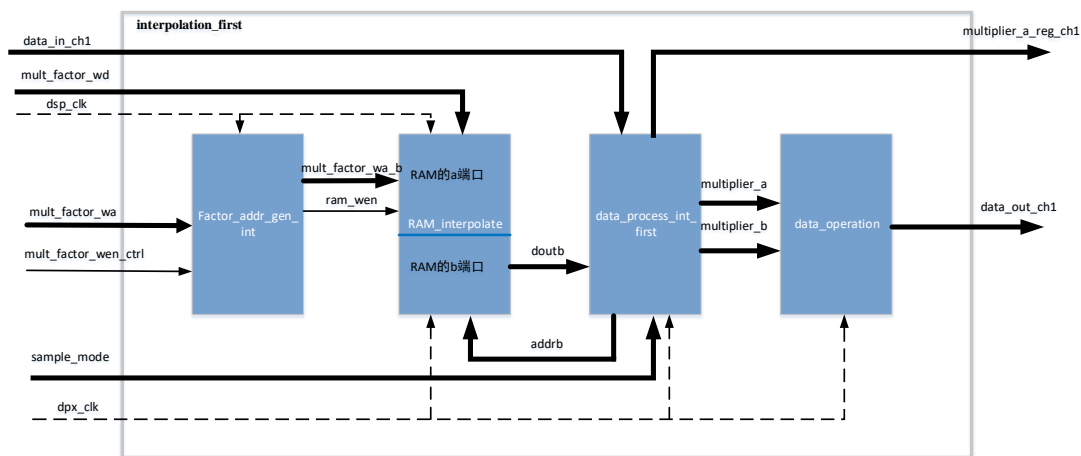 interpolation_first
data_in_ch1
multiplier_a_reg_ch1
mult_factor_wd
dsp_clk
mult_factor_wa_b
RAM的a端口
ram_wen
multiplier_a
mult_factor_wa
Factor_addr_gen_
int
RAM_interpolate
data_process_int_
first
multiplier_b
data_operation
data_out_ch1
mult_factor_wen_ctrl
RAM的b端口
doutb
addrb
sample_mode
dpx_clk